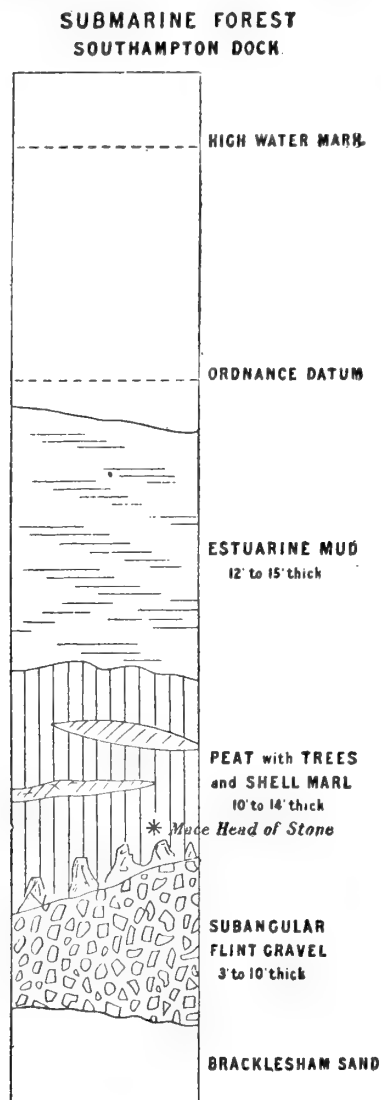 SUBMARINE FOREST
SOUTHAMPTON DOCK.
HIGH WATER MARK
ORDNANCE DATUM
ESTUARINE MUD
12' to 15' thick
PEAT with TREES
and SHELL MARL
10' to 14' thick
Mace Head of Stone
SUBANGULAR
FLINT GRAVEL
3' to 10' thick
BRACKLESHAM SAND